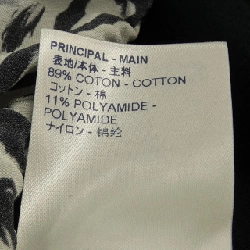 PRINCIPAL - MAIN
表地/本体 - 主料
89% COTON - COTTON
コットン - 棉
11% POLYAMIDE -
POLYAMIDE
ナイロン - 锦纶